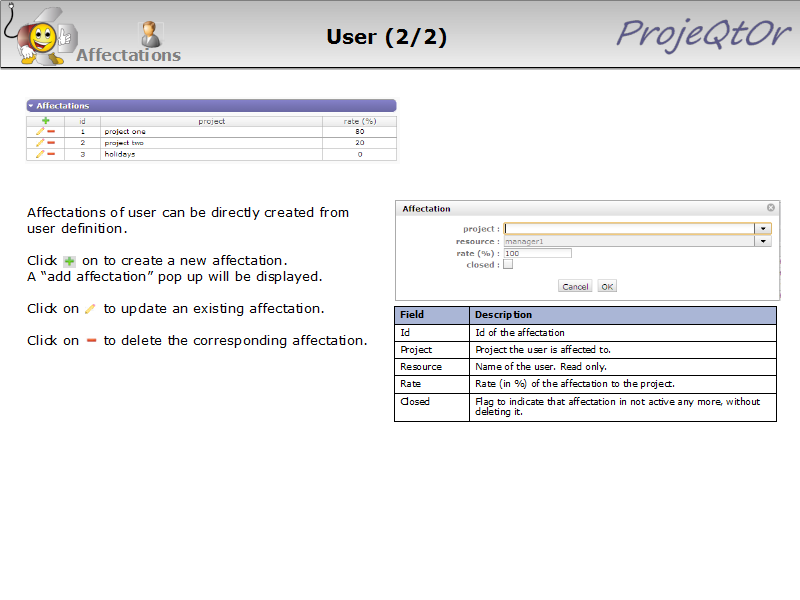 Affectations
User (2/2)
ProjeQtOr
Affectations
id project rate (%)
1 project one 80
2 project two 20
3 holidays 0
Affectations of user can be directly created from
user definition.
Click on to create a new affectation.
A “add affectation” pop up will be displayed.
Click on to update an existing affectation.
Click on to delete the corresponding affectation.
Affectation
project :
resource : manager1
rate (%) : 100
closed :
Cancel OK
Field Description
Id Id of the affectation
Project Project the user is affected to.
Resource Name of the user. Read only.
Rate Rate (in %) of the affectation to the project.
Closed Flag to indicate that affectation in not active any more, without
deleting it.